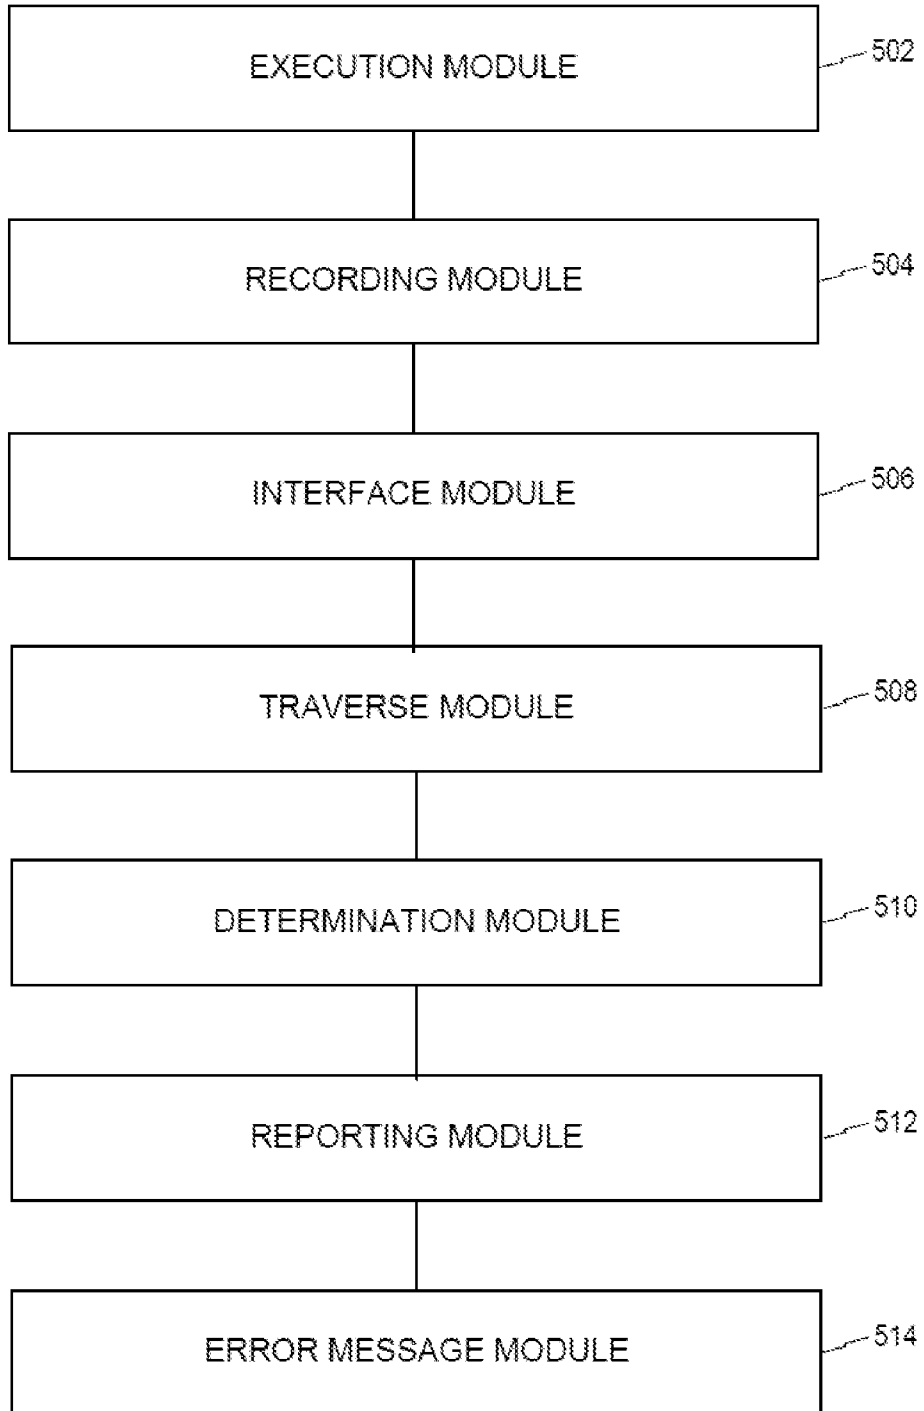 EXECUTION MODULE
502
RECORDING MODULE
504
INTERFACE MODULE
506
TRAVERSE MODULE
508
DETERMINATION MODULE
510
REPORTING MODULE
512
ERROR MESSAGE MODULE
514